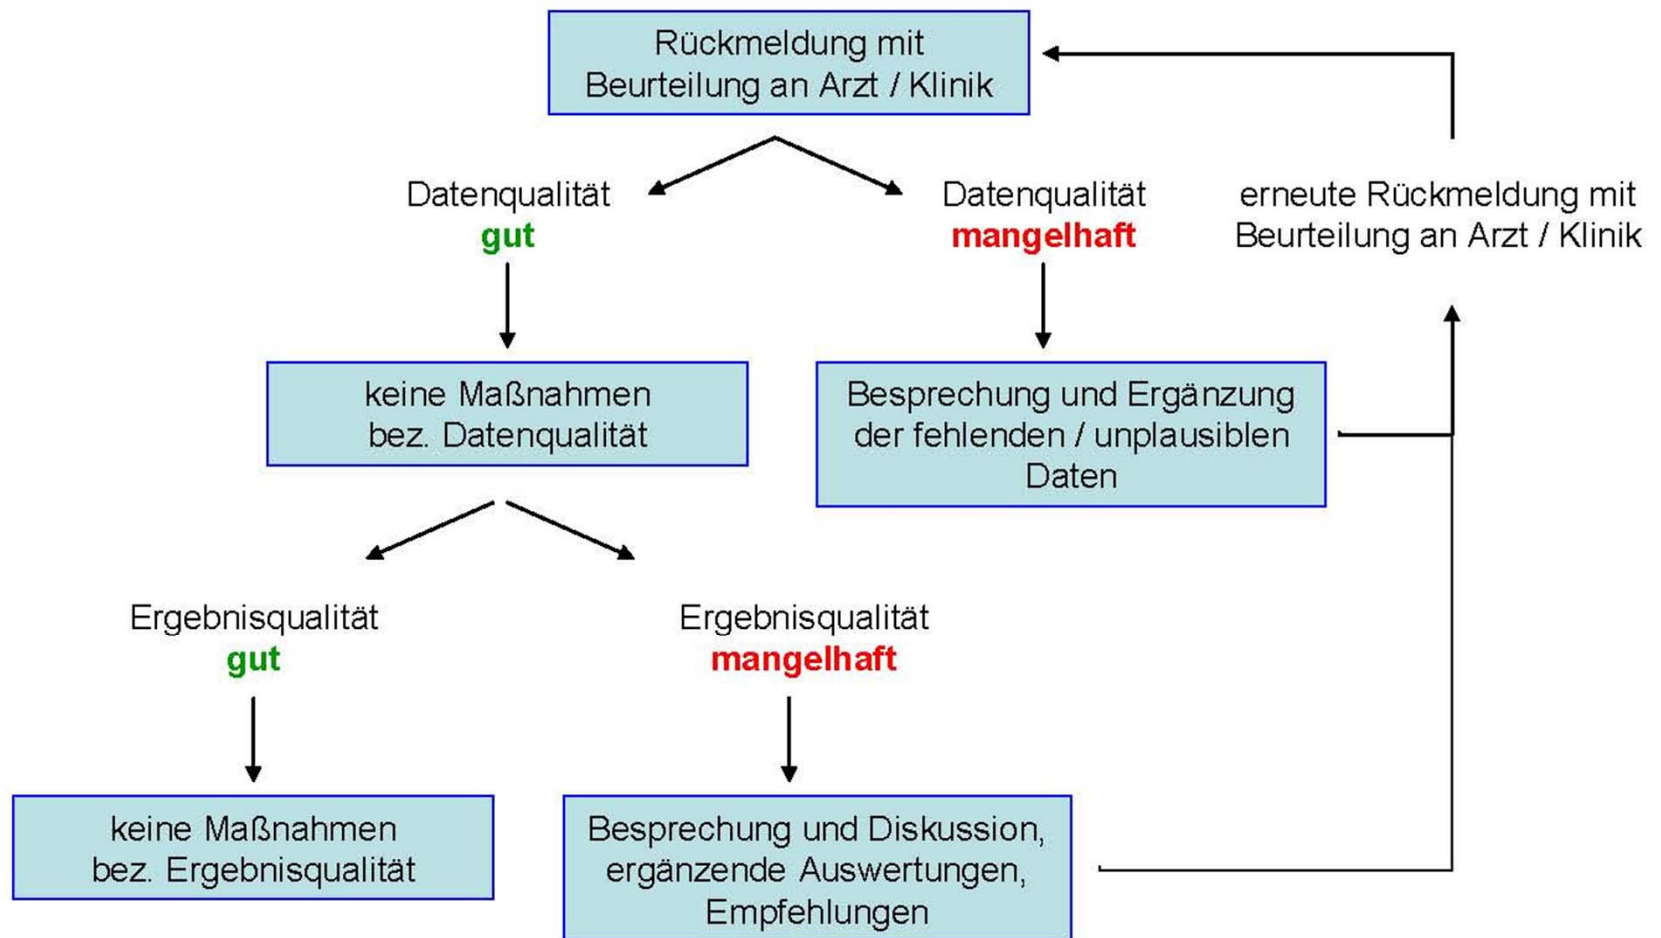 Rückmeldung mit
Beurteilung an Arzt / Klinik
Datenqualität
gut
Datenqualität
mangelhaft
erneute Rückmeldung mit
Beurteilung an Arzt / Klinik
keine Maßnahmen
bez. Datenqualität
Besprechung und Ergänzung
der fehlenden / unplausiblen
Daten
Ergebnisqualität
gut
Ergebnisqualität
mangelhaft
keine Maßnahmen
bez. Ergebnisqualität
Besprechung und Diskussion,
ergänzende Auswertungen,
Empfehlungen